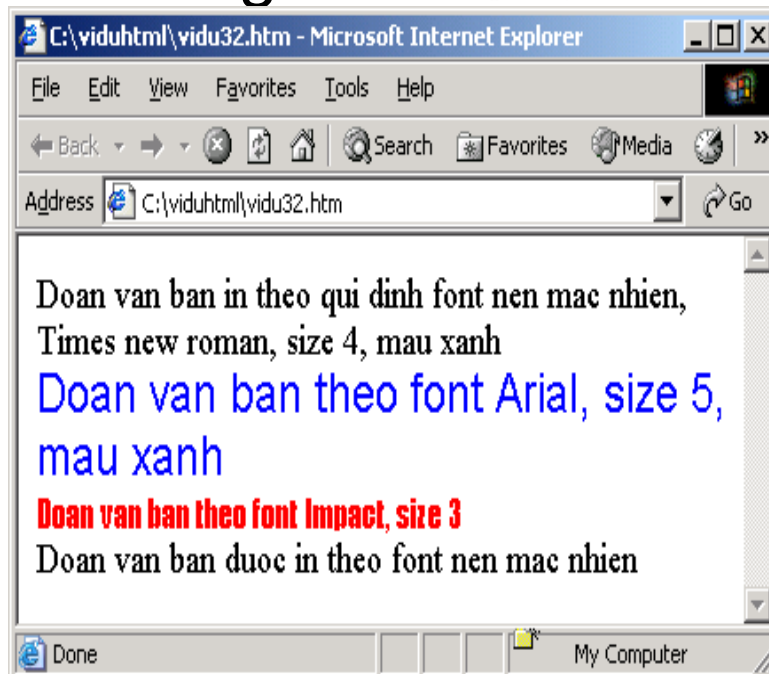 C:\viduhtml\vidu32.htm - Microsoft Internet Explorer
File Edit View Favorites Tools Help
Back Search Favorites Media »
Address C:\viduhtml\vidu32.htm Go
Doan van ban in theo qui dinh font nen mac nhien,
Times new roman, size 4, mau xanh
Doan van ban theo font Arial, size 5,
mau xanh
Doan van ban theo font Impact, size 3
Doan van ban duoc in theo font nen mac nhien
Done My Computer